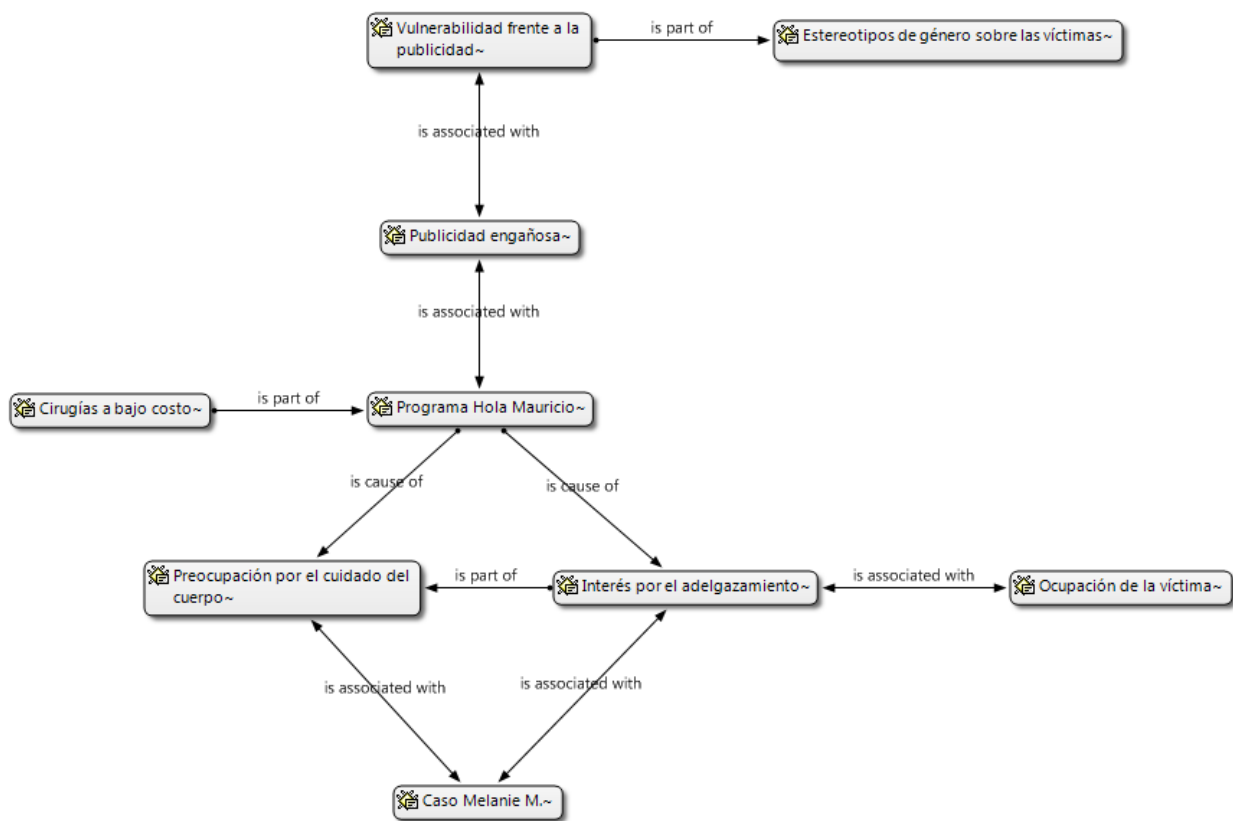 Vulnerabilidad frente a la
publicidad~
is part of
Estereotipos de género sobre las víctimas~
is associated with
Publicidad engañosa~
is associated with
Cirugías a bajo costo~
is part of
Programa Hola Mauricio~
is cause of
is cause of
Preocupación por el cuidado del
cuerpo~
is part of
Interés por el adelgazamiento~
is associated with
Ocupación de la víctima~
is associated with
is associated with
Caso Melanie M.~